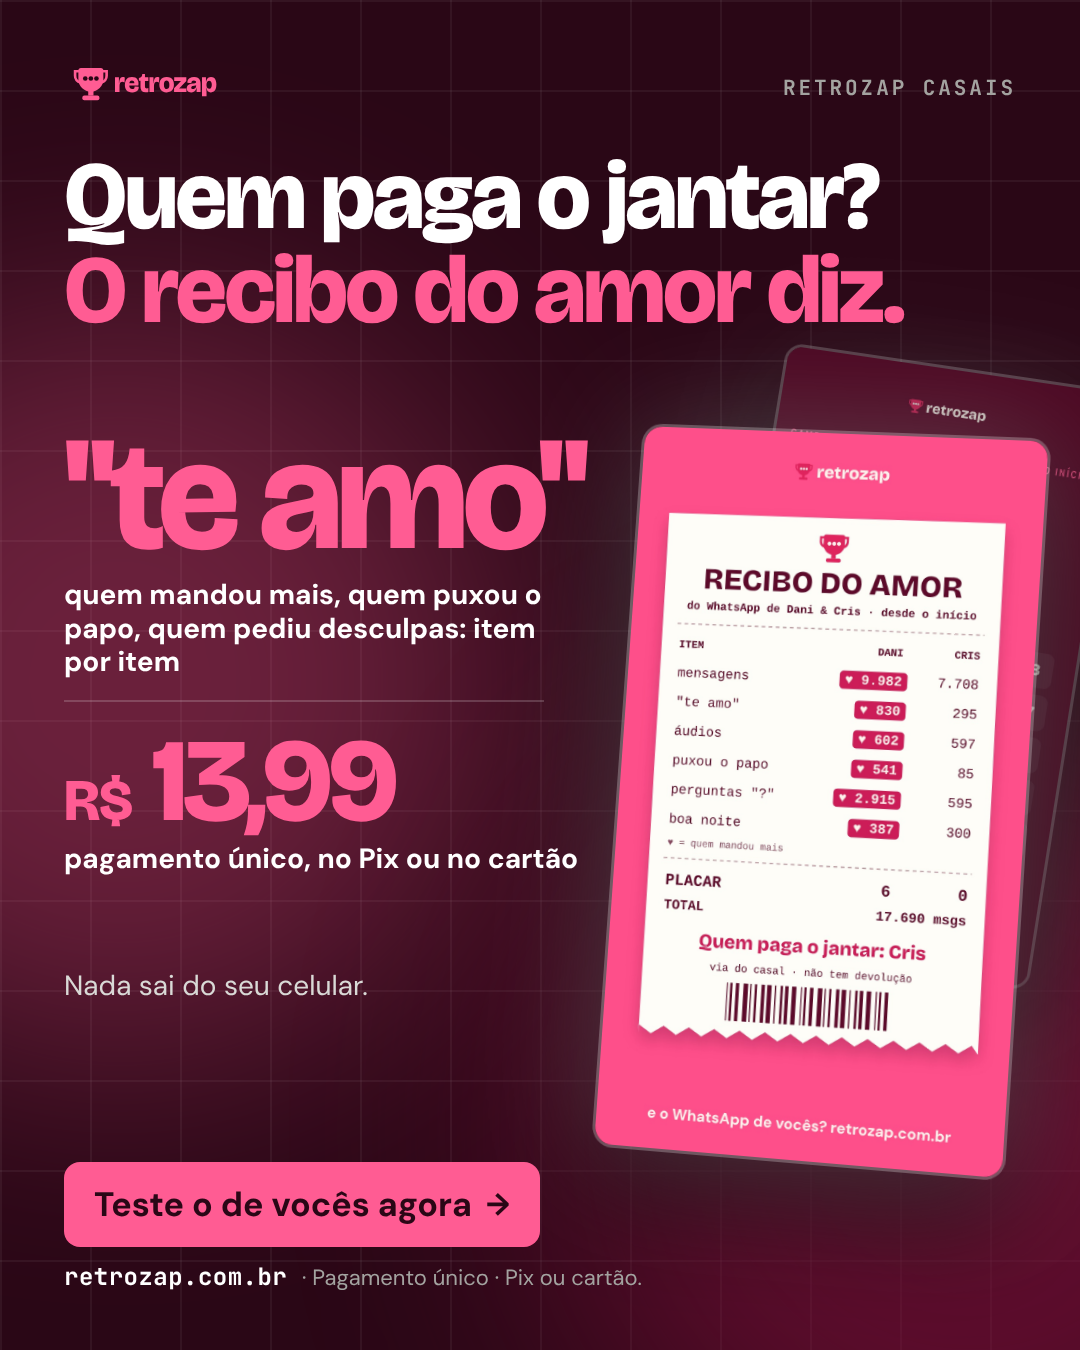 retrozap
RETROZAP CASAIS
Quem paga o jantar?
O recibo do amor diz.
"te amo"
quem mandou mais, quem puxou o
papo, quem pediu desculpas: item
por item
R$ 13,99
pagamento único, no Pix ou no cartão
Nada sai do seu celular.
Teste o de vocês agora →
retrozap.com.br · Pagamento único · Pix ou cartão.
retrozap
retrozap
RECIBO DO AMOR
do WhatsApp de Dani & Cris · desde o início
ITEM DANI CRIS
mensagens ♥ 9.982 7.708
"te amo" ♥ 830 295
áudios ♥ 602 597
puxou o papo ♥ 541 85
perguntas "?" ♥ 2.915 595
boa noite ♥ 387 300
♥ = quem mandou mais
PLACAR 6 0
TOTAL 17.690 msgs
Quem paga o jantar: Cris
via do casal · não tem devolução
e o WhatsApp de vocês? retrozap.com.br